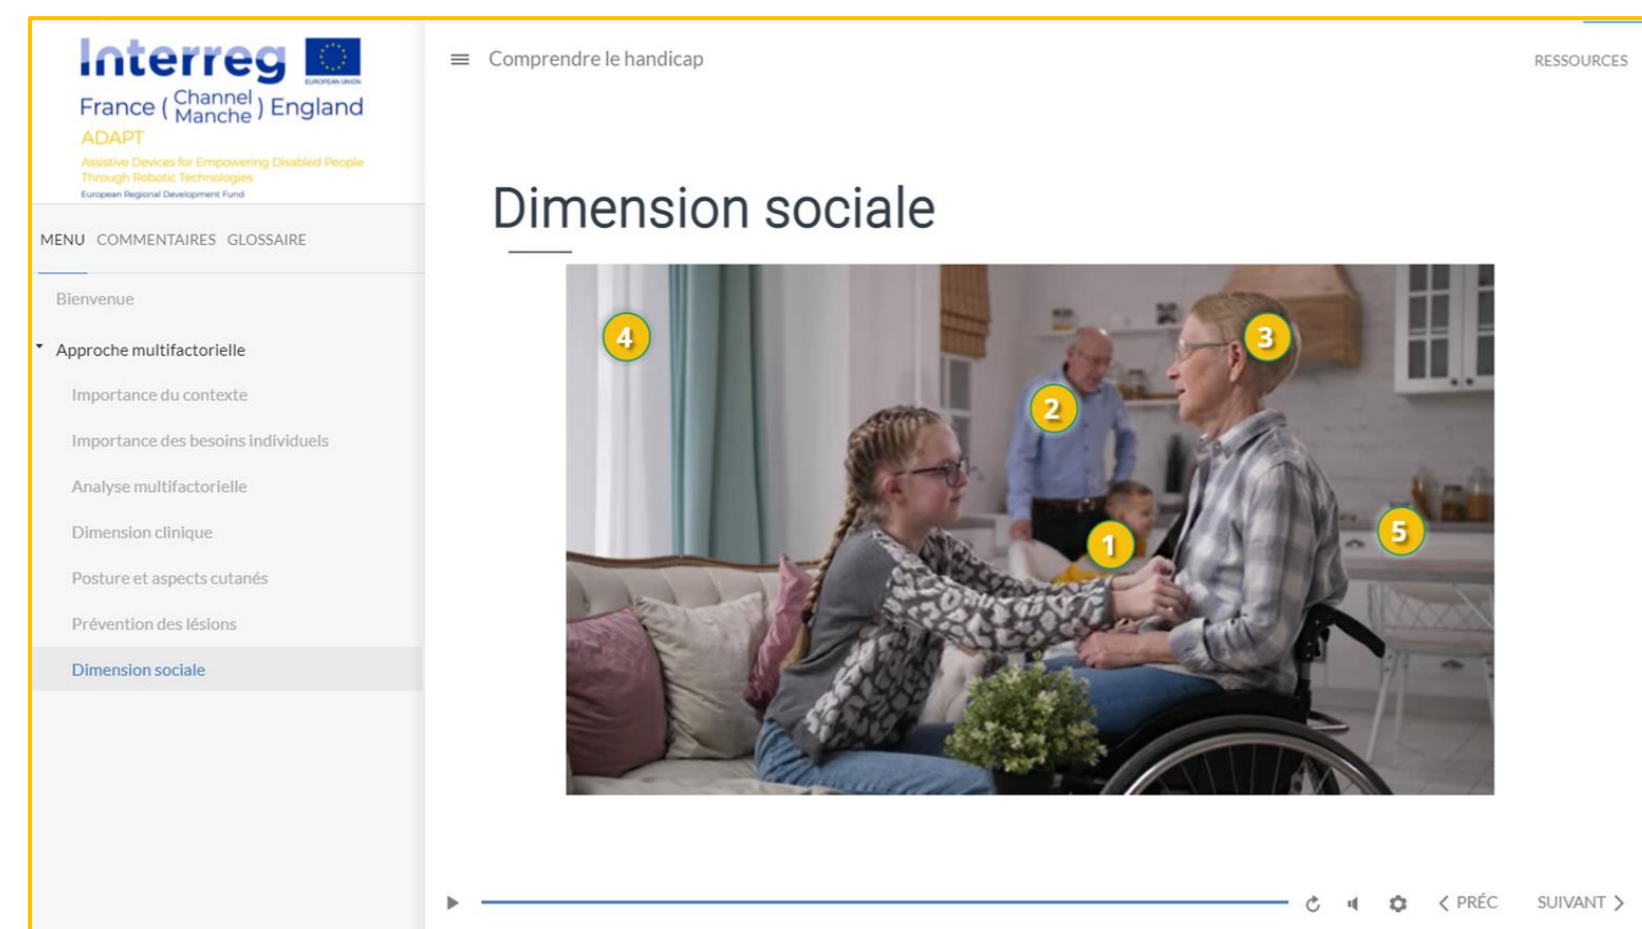 Interreg
EUROPEAN UNION
France ( Channel Manche ) England
ADAPT
Assistive Devices for Empowering Disabled People
Through Robotic Technologies
European Regional Development Fund
MENU COMMENTAIRES GLOSSAIRE
Bienvenue
Approche multifactorielle
Importance du contexte
Importance des besoins individuels
Analyse multifactorielle
Dimension clinique
Posture et aspects cutanés
Prévention des lésions
Dimension sociale
Comprendre le handicap
RESSOURCES
Dimension sociale
4
3
2
5
1
PRÉC
SUIVANT